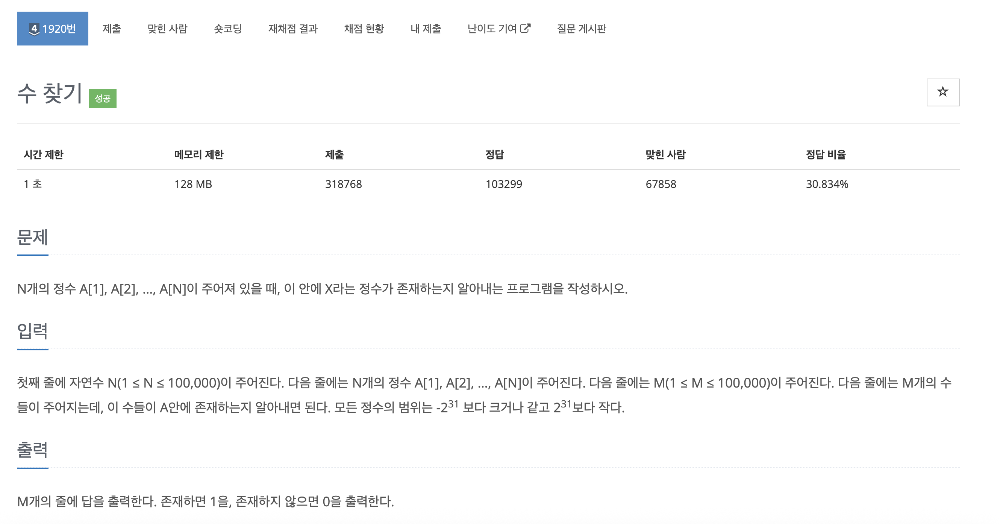 4 1920번 제출 맞힌 사람 숏코딩 재채점 결과 채점 현황 내 제출 난이도 기여 질문 게시판
수 찾기 성공
시간 제한 메모리 제한 제출 정답 맞힌 사람 정답 비율
1 초 128 MB 318768 103299 67858 30.834%
문제
N개의 정수 A[1], A[2], …, A[N]이 주어져 있을 때, 이 안에 X라는 정수가 존재하는지 알아내는 프로그램을 작성하시오.
입력
첫째 줄에 자연수 N(1 ≤ N ≤ 100,000)이 주어진다. 다음 줄에는 N개의 정수 A[1], A[2], …, A[N]이 주어진다. 다음 줄에는 M(1 ≤ M ≤ 100,000)이 주어진다. 다음 줄에는 M개의 수
들이 주어지는데, 이 수들이 A안에 존재하는지 알아내면 된다. 모든 정수의 범위는 -2³¹ 보다 크거나 같고 2³¹보다 작다.
출력
M개의 줄에 답을 출력한다. 존재하면 1을, 존재하지 않으면 0을 출력한다.